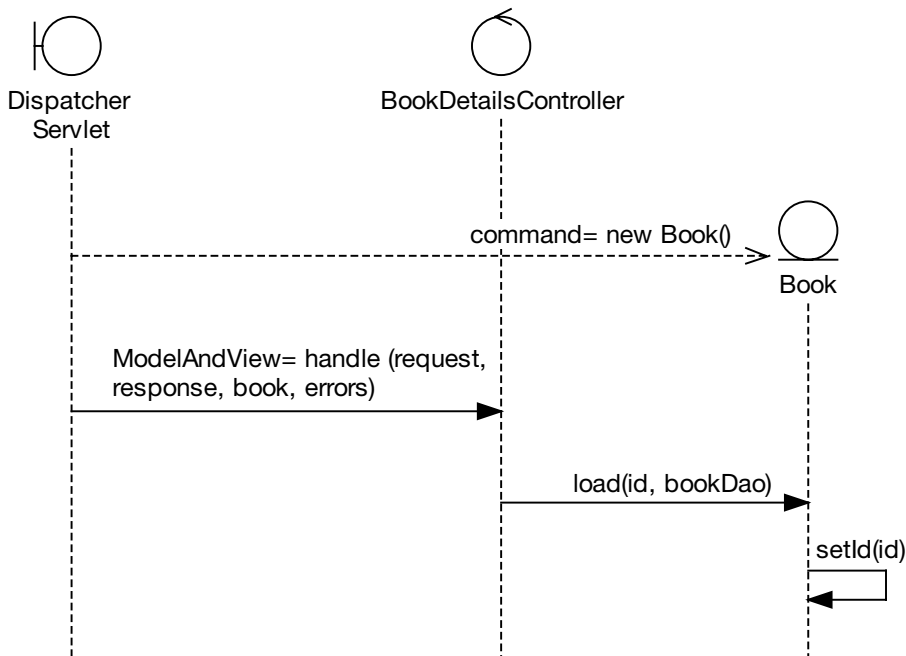 Dispatcher
Servlet
BookDetailsController
command= new Book()
Book
ModelAndView= handle (request,
response, book, errors)
load(id, bookDao)
setId(id)